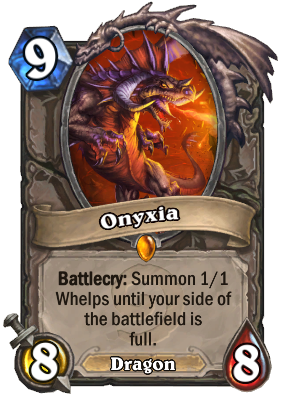 9
Onyxia
Battlecry: Summon 1/1
Whelps until your side of
the battlefield is
full.
8
Dragon
8